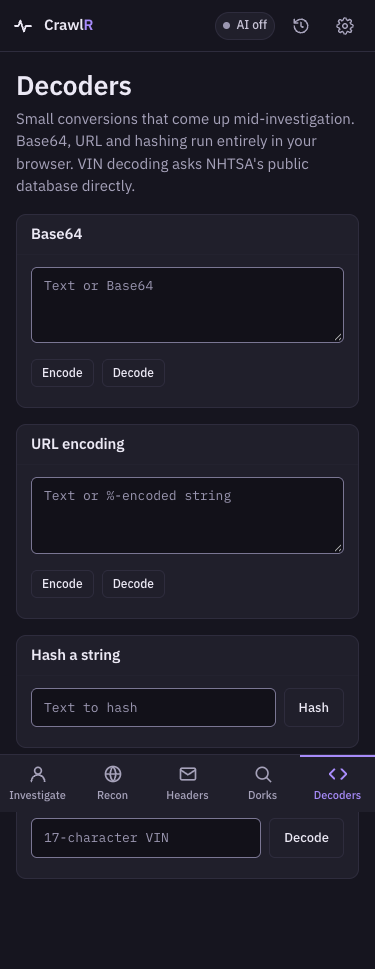 CrawlR
AI off
Decoders
Small conversions that come up mid-investigation.
Base64, URL and hashing run entirely in your
browser. VIN decoding asks NHTSA's public
database directly.
Base64
Text or Base64
Encode
Decode
URL encoding
Text or %-encoded string
Encode
Decode
Hash a string
Text to hash
Hash
Investigate
Recon
Headers
Dorks
Decoders
17-character VIN
Decode